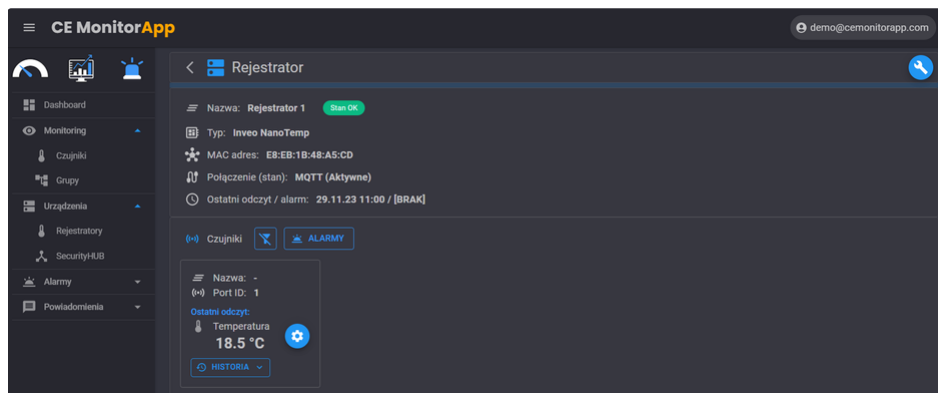 CE MonitorApp
demo@cemonitorapp.com
Dashboard
Monitoring
Czujniki
Grupy
Urządzenia
Rejestratory
SecurityHUB
Alarmy
Powiadomienia
Rejestrator
Nazwa: Rejestrator 1 Stan OK
Typ: Inveo NanoTemp
MAC adres: E8:EB:1B:48:A5:CD
Połączenie (stan): MQTT (Aktywne)
Ostatni odczyt / alarm: 29.11.23 11:00 / [BRAK]
Czujniki ALARMY
Nazwa: -
Port ID: 1
Ostatni odczyt:
Temperatura
18.5 °C
HISTORIA